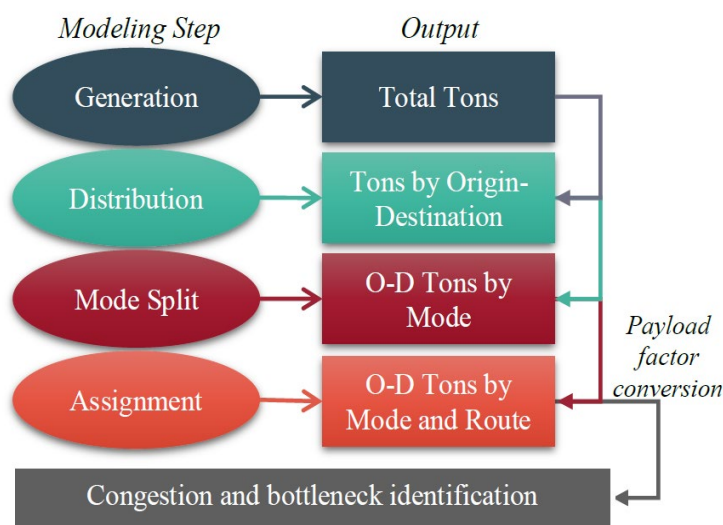 Modeling Step
Output
Generation
Total Tons
Distribution
Tons by Origin-
Destination
Mode Split
O-D Tons by
Mode
Payload
factor
conversion
Assignment
O-D Tons by
Mode and Route
Congestion and bottleneck identification